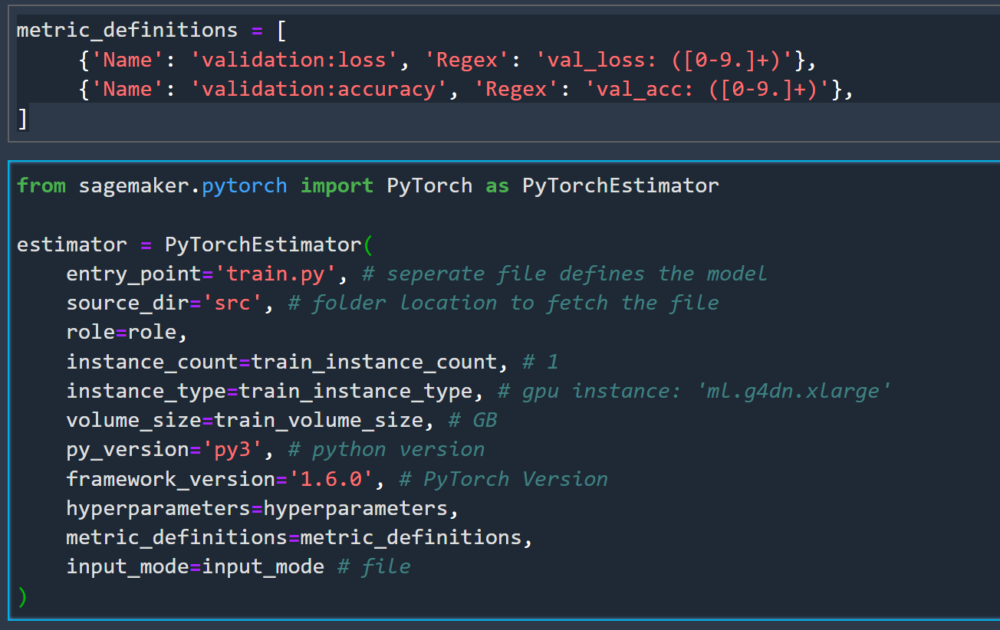 metric_definitions = [
     {'Name': 'validation:loss', 'Regex': 'val_loss: ([0-9.]+)'},
     {'Name': 'validation:accuracy', 'Regex': 'val_acc: ([0-9.]+)'},
]
from sagemaker.pytorch import PyTorch as PyTorchEstimator
estimator = PyTorchEstimator(
    entry_point='train.py', # seperate file defines the model
    source_dir='src', # folder location to fetch the file
    role=role,
    instance_count=train_instance_count, # 1
    instance_type=train_instance_type, # gpu instance: 'ml.g4dn.xlarge'
    volume_size=train_volume_size, # GB
    py_version='py3', # python version
    framework_version='1.6.0', # PyTorch Version
    hyperparameters=hyperparameters,
    metric_definitions=metric_definitions,
    input_mode=input_mode # file
)